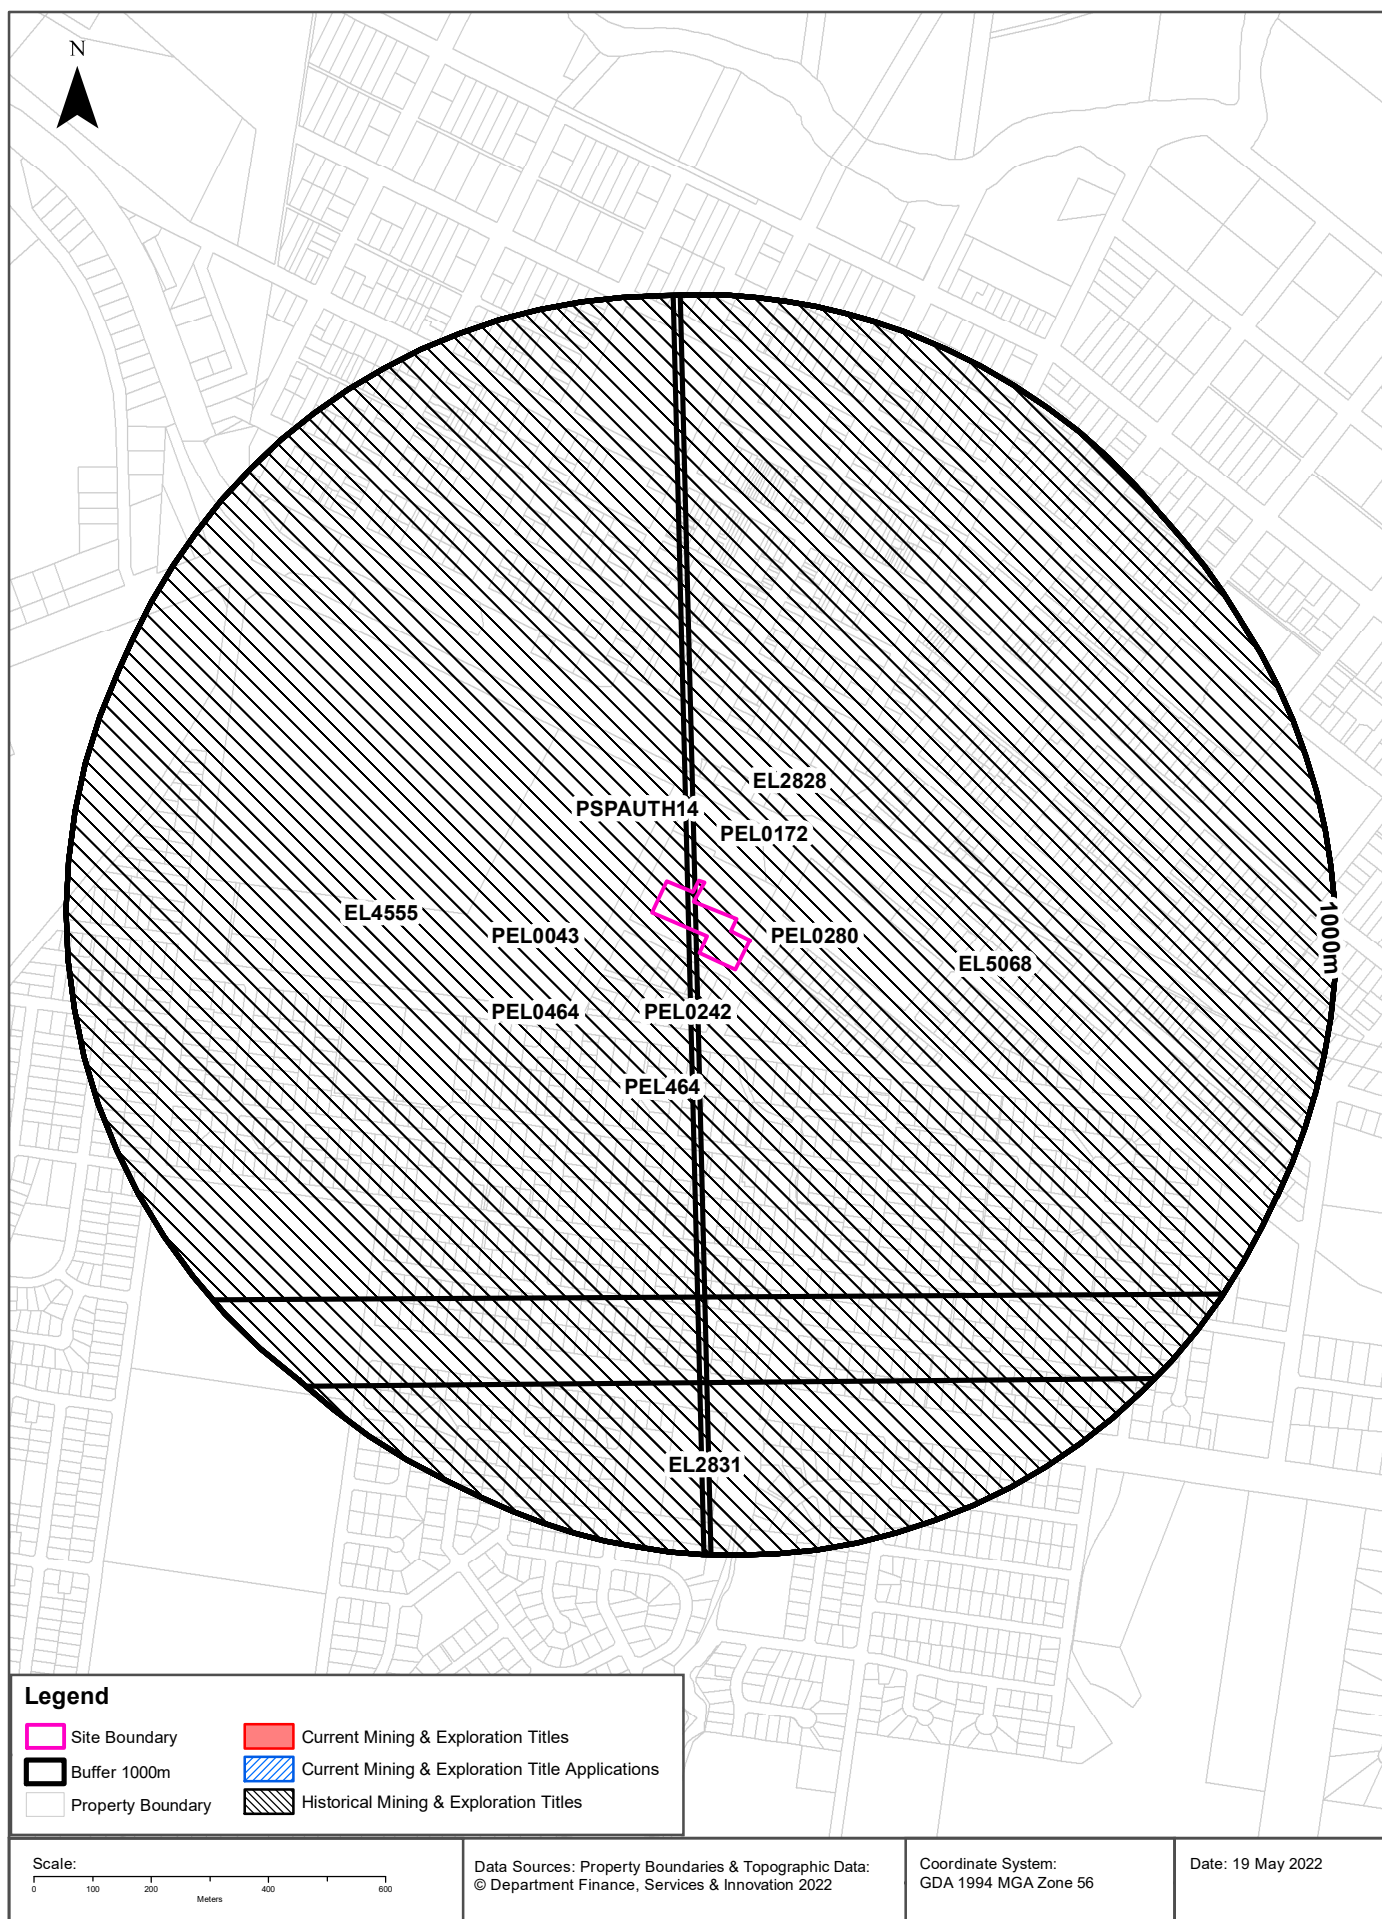 N
EL2828
PSPAUTH14
PEL0172
EL4555
PEL0043
PEL0280
EL5068
1000m
PEL0464
PEL0242
PEL464
EL2831
Legend
Site Boundary
Buffer 1000m
Property Boundary
Current Mining & Exploration Titles
Current Mining & Exploration Title Applications
Historical Mining & Exploration Titles
Scale:
0 100 200 400 600
Meters
Data Sources: Property Boundaries & Topographic Data:
© Department Finance, Services & Innovation 2022
Coordinate System:
GDA 1994 MGA Zone 56
Date: 19 May 2022